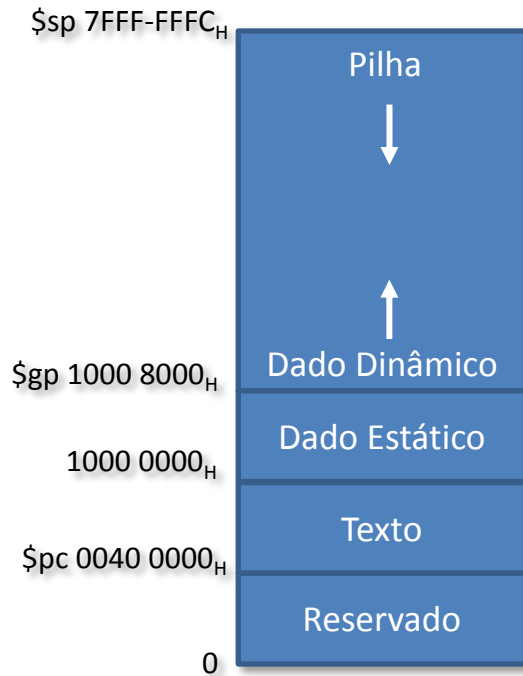 $sp 7FFF-FFFCH
Pilha
Dado Dinâmico
$gp 1000 8000H
Dado Estático
1000 0000H
Texto
$pc 0040 0000H
Reservado
0